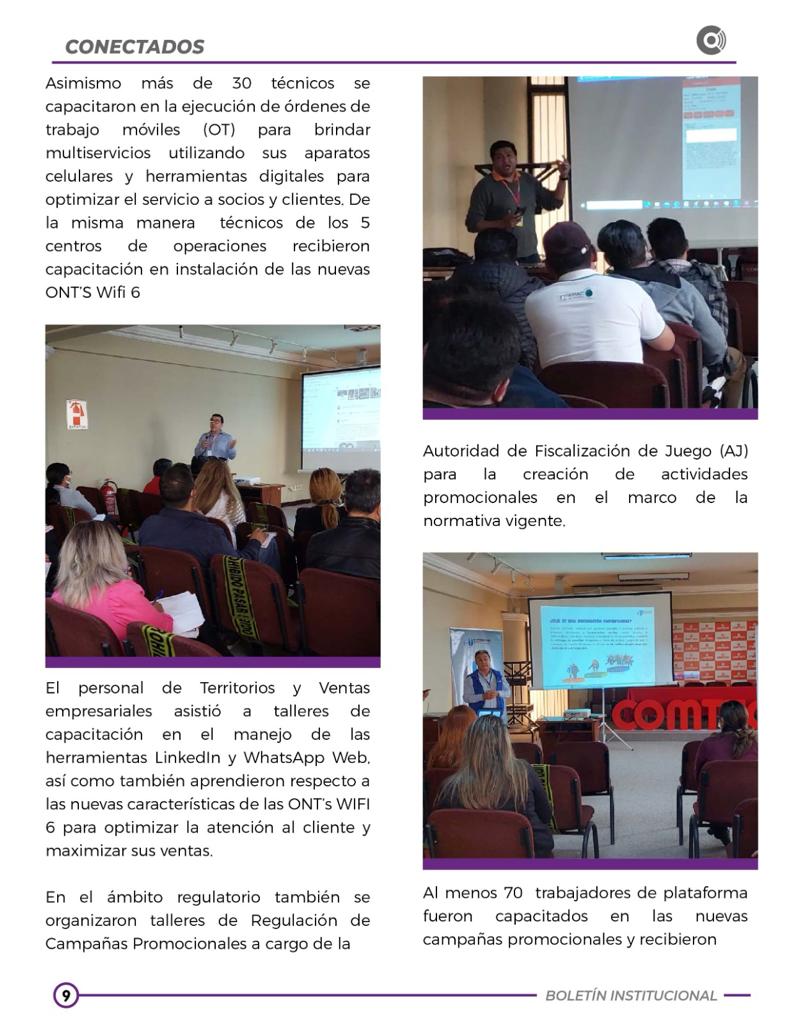 CONECTADOS
Asimismo más de 30 técnicos se
capacitaron en la ejecución de órdenes de
trabajo móviles (OT) para brindar
multiservicios utilizando sus aparatos
celulares y herramientas digitales para
optimizar el servicio a socios y clientes. De
la misma manera técnicos de los 5
centros de operaciones recibieron
capacitación en instalación de las nuevas
ONT'S Wifi 6
El personal de Territorios y Ventas
empresariales asistió a talleres de
capacitación en el manejo de las
herramientas LinkedIn y WhatsApp Web,
así como también aprendieron respecto a
las nuevas características de las ONT's WIFI
6 para optimizar la atención al cliente y
maximizar sus ventas.
En el ámbito regulatorio también se
organizaron talleres de Regulación de
Campañas Promocionales a cargo de la
Autoridad de Fiscalización de Juego (AJ)
para la creación de actividades
promocionales en el marco de la
normativa vigente.
COMT
Al menos 70 trabajadores de plataforma
fueron capacitados en las nuevas
campañas promocionales y recibieron
9
BOLETÍN INSTITUCIONAL